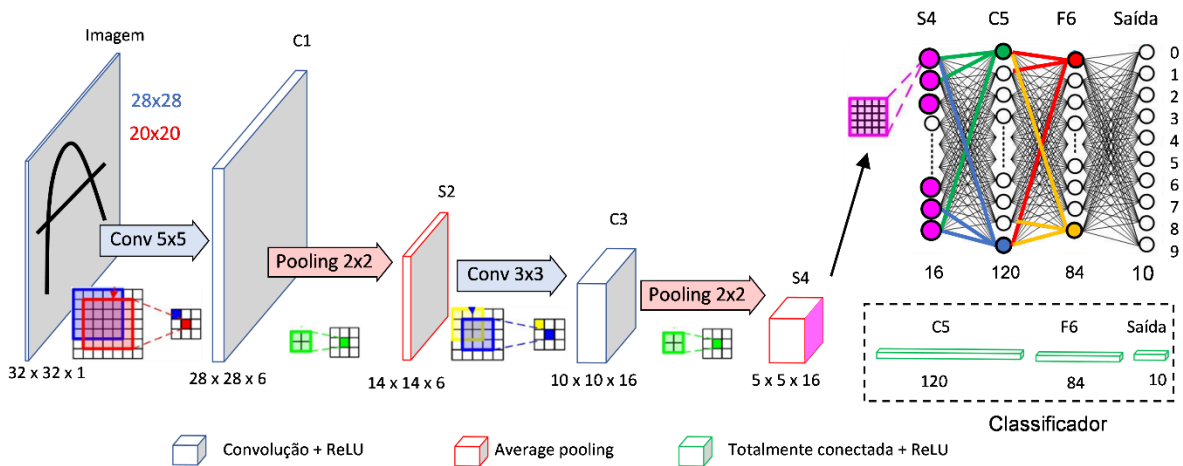 Imagem
28x28
20x20
C1
Conv 5x5
S2
Pooling 2x2
C3
Conv 3x3
Pooling 2x2
S4
32 x 32 x 1
28 x 28 x 6
14 x 14 x 6
10 x 10 x 16
5 x 5 x 16
S4 C5 F6 Saída
0
1
2
3
4
5
6
7
8
9
16 120 84 10
C5 F6 Saída
120 84 10
Classificador
Convolução + ReLU
Average pooling
Totalmente conectada + ReLU